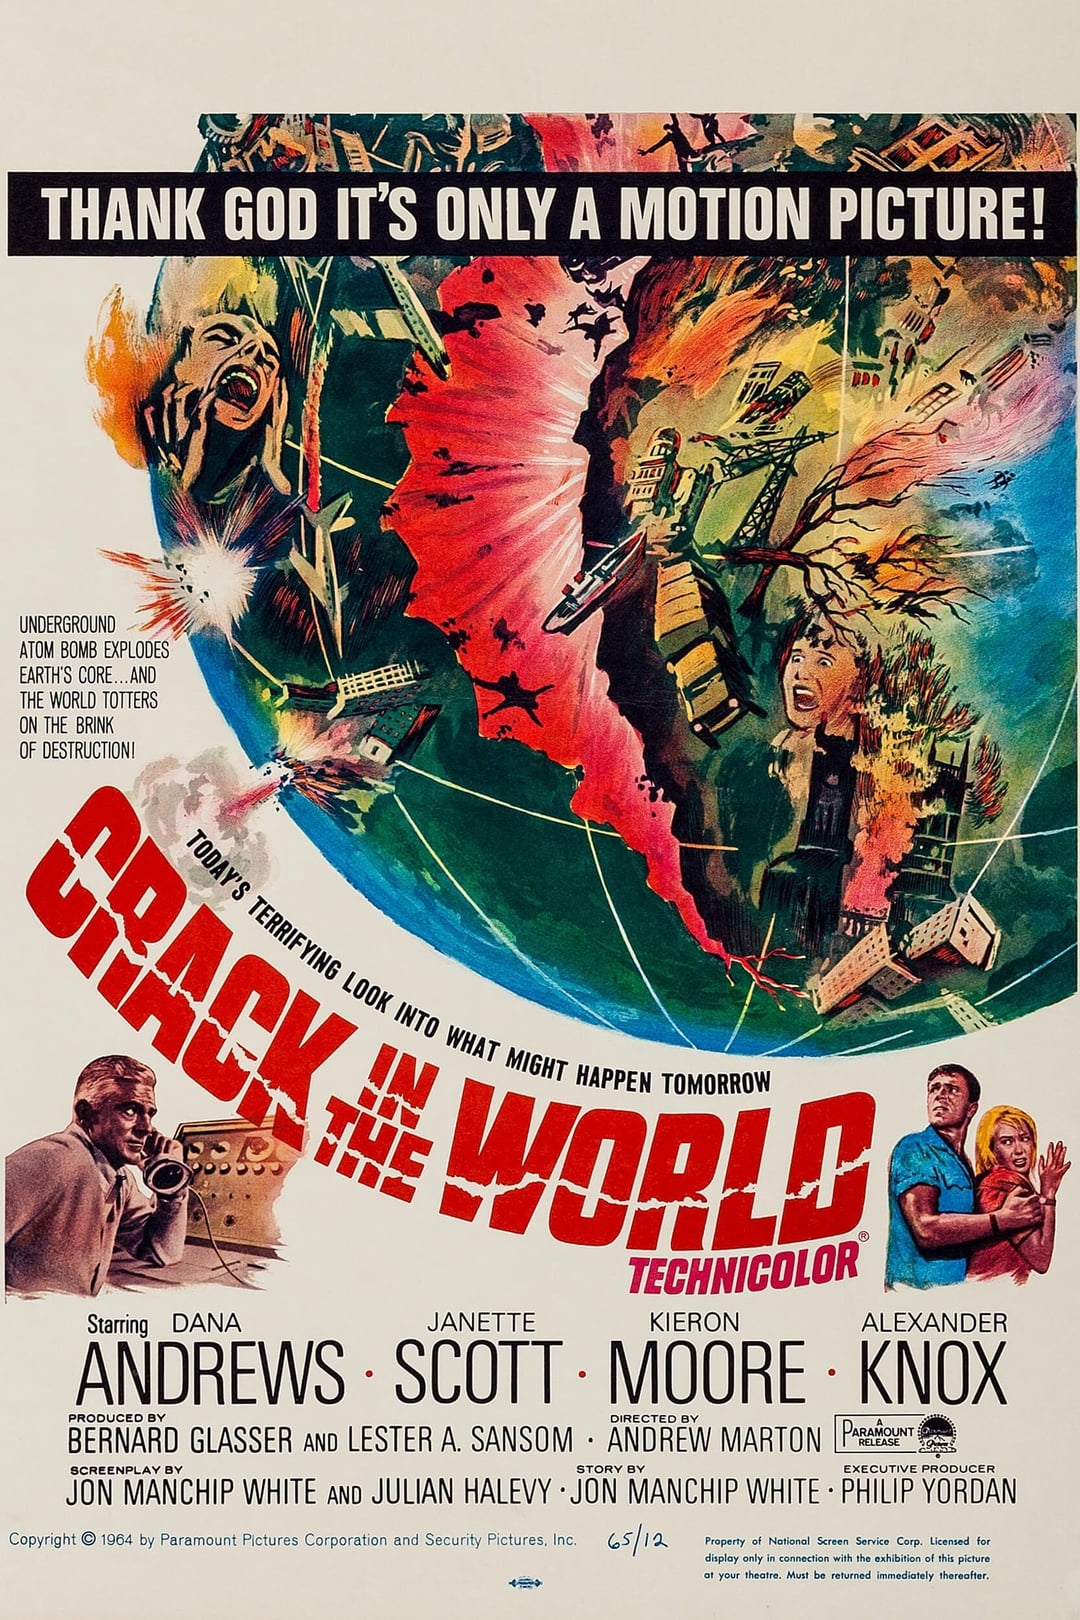 THANK GOD IT'S ONLY A MOTION PICTURE!
UNDERGROUND
ATOM BOMB EXPLODES
EARTH'S CORE...AND
THE WORLD TOTTERS
ON THE BRINK
OF DESTRUCTION!
TODAY'S TERRIFYING LOOK INTO WHAT MIGHT HAPPEN TOMORROW
CRACK IN THE WORLD
TECHNICOLOR®
Starring DANA ANDREWS · JANETTE SCOTT · KIERON MOORE · ALEXANDER KNOX
PRODUCED BY
BERNARD GLASSER AND LESTER A. SANSOM ·
DIRECTED BY
ANDREW MARTON
A
PARAMOUNT
RELEASE
Paramount
SCREENPLAY BY
JON MANCHIP WHITE AND JULIAN HALEVY ·
STORY BY
JON MANCHIP WHITE ·
EXECUTIVE PRODUCER
PHILIP YORDAN
Copyright © 1964 by Paramount Pictures Corporation and Security Pictures, Inc.
65/12
Property of National Screen Service Corp. Licensed for
display only in connection with the exhibition of this picture
at your theatre. Must be returned immediately thereafter.